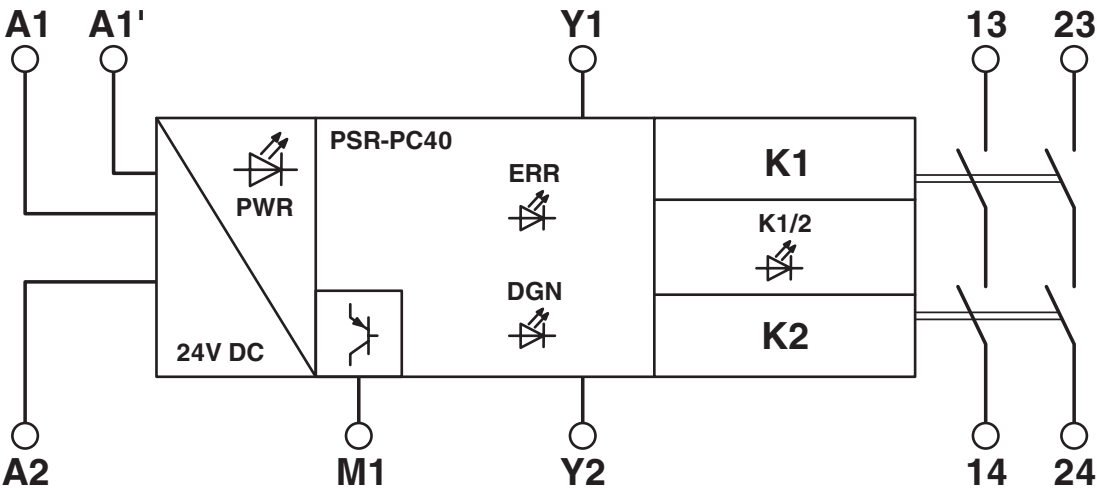 A1 A1' Y1 13 23
PSR-PC40
K1
ERR
PWR
K1/2
DGN
24V DC
K2
A2 M1 Y2 14 24